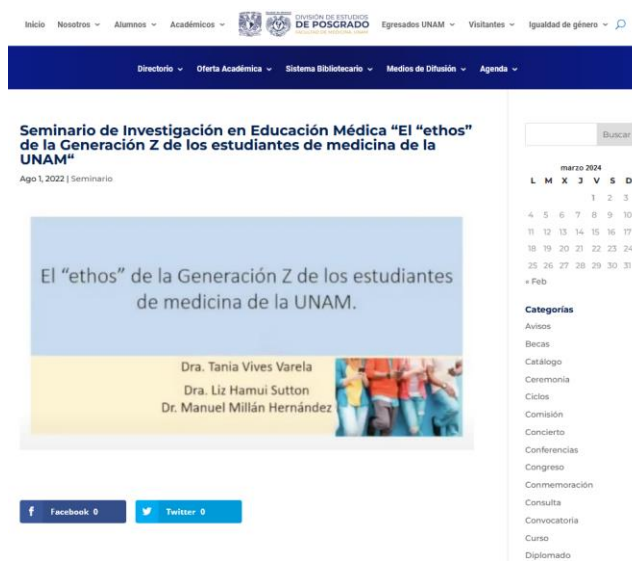 Inicio Nosotros Alumnos Académicos DIVISIÓN DE ESTUDIOS Egresados UNAM Visitantes Igualdad de género
DE POSGRADO
FACULTAD DE MEDICINA, UNAM
Directorio Oferta Académica Sistema Bibliotecario Medios de Difusión Agenda
Seminario de Investigación en Educación Médica "El "ethos"
de la Generación Z de los estudiantes de medicina de la
UNAM"
Ago 1, 2022 | Seminario
El "ethos" de la Generación Z de los estudiantes
de medicina de la UNAM.
Dra. Tania Vives Varela
Dra. Liz Hamui Sutton
Dr. Manuel Millán Hernández
Facebook 0 Twitter 0
Buscar
marzo 2024
L M X J V S D
1 2 3
4 5 6 7 8 9 10
11 12 13 14 15 16 17
18 19 20 21 22 23 24
25 26 27 28 29 30 31
« Feb
Categorías
Avisos
Becas
Catálogo
Ceremonia
Ciclos
Comisión
Concierto
Conferencias
Congreso
Conmemoración
Consulta
Convocatoria
Curso
Diplomado